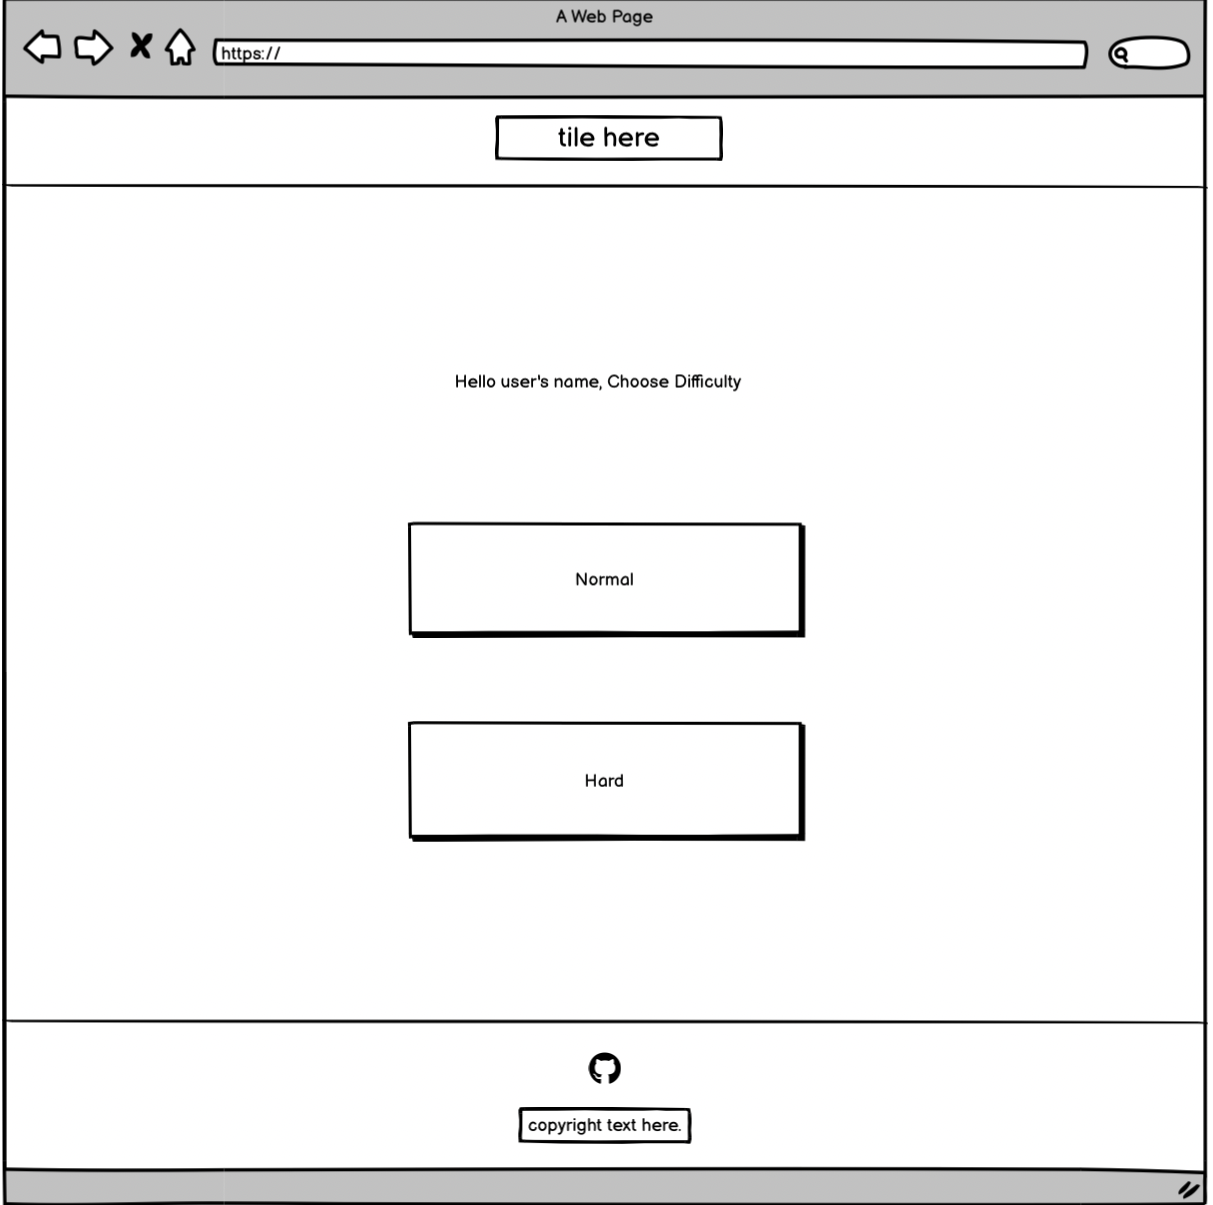 A Web Page
https://
tile here
Hello user's name, Choose Difficulty
Normal
Hard
copyright text here.